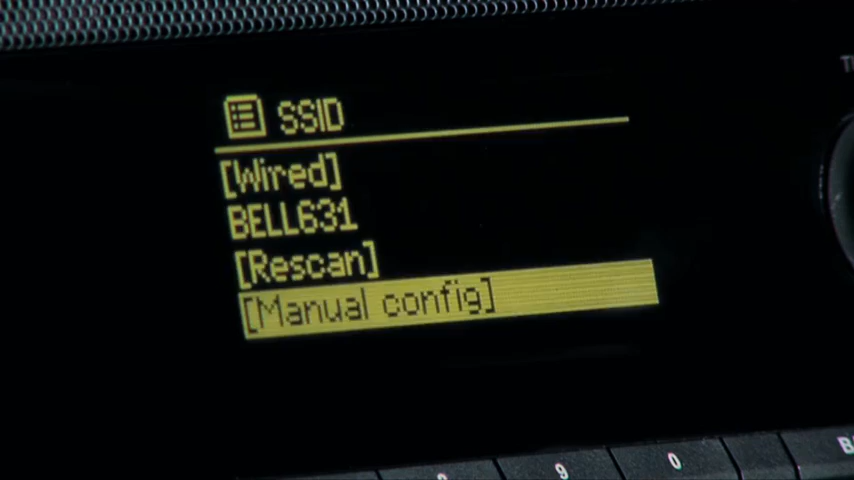 SSID
[Wired]
BELL631
[Rescan]
[Manual config]
9
0